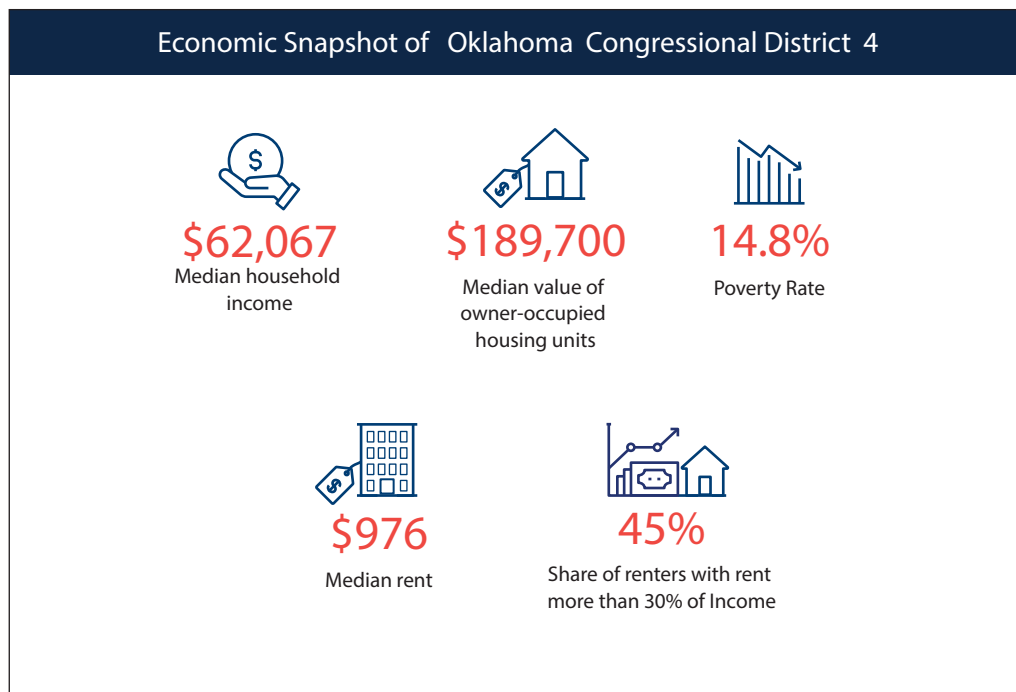 Economic Snapshot of Oklahoma Congressional District 4
$
$
$62,067
Median household
income
$189,700
Median value of
owner-occupied
housing units
14.8%
Poverty Rate
$
$976
Median rent
45%
Share of renters with rent
more than 30% of Income